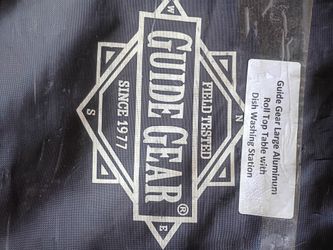 W
N
S
E
FIELD TESTED
GUIDE GEAR®
SINCE 1977
Guide Gear Large Aluminum
Roll Top Table with
Dish Washing Station